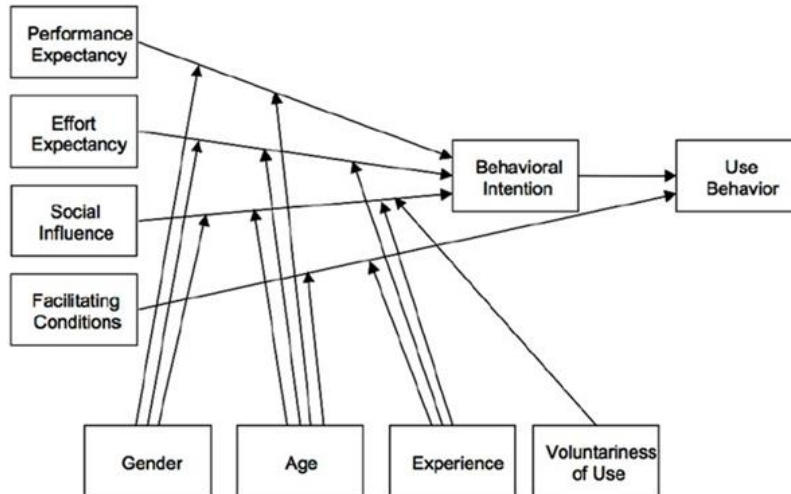 Performance
Expectancy
Effort
Expectancy
Social
Influence
Facilitating
Conditions
Behavioral
Intention
Use
Behavior
Gender
Age
Experience
Voluntariness
of Use